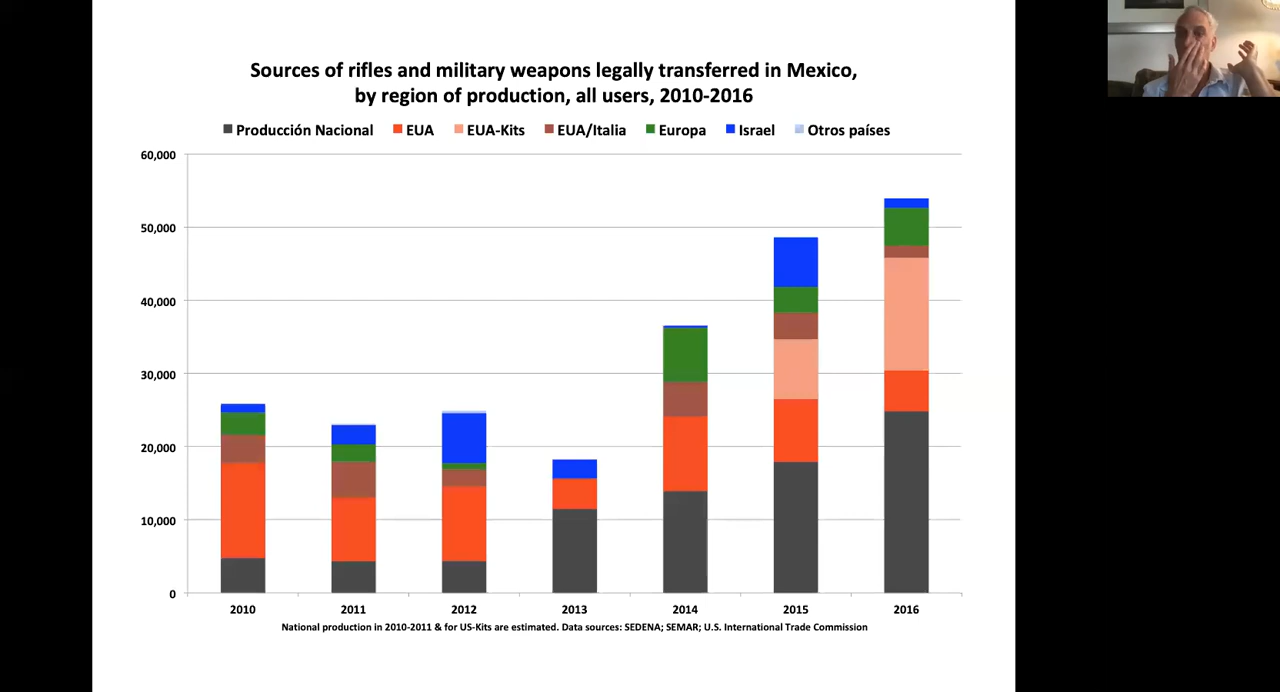 Sources of rifles and military weapons legally transferred in Mexico,
by region of production, all users, 2010-2016
Producción Nacional EUA EUA-Kits EUA/Italia Europa Israel Otros países
60,000
50,000
40,000
30,000
20,000
10,000
0
2010 2011 2012 2013 2014 2015 2016
National production in 2010-2011 & for US-Kits are estimated. Data sources: SEDENA; SEMAR; U.S. International Trade Commission